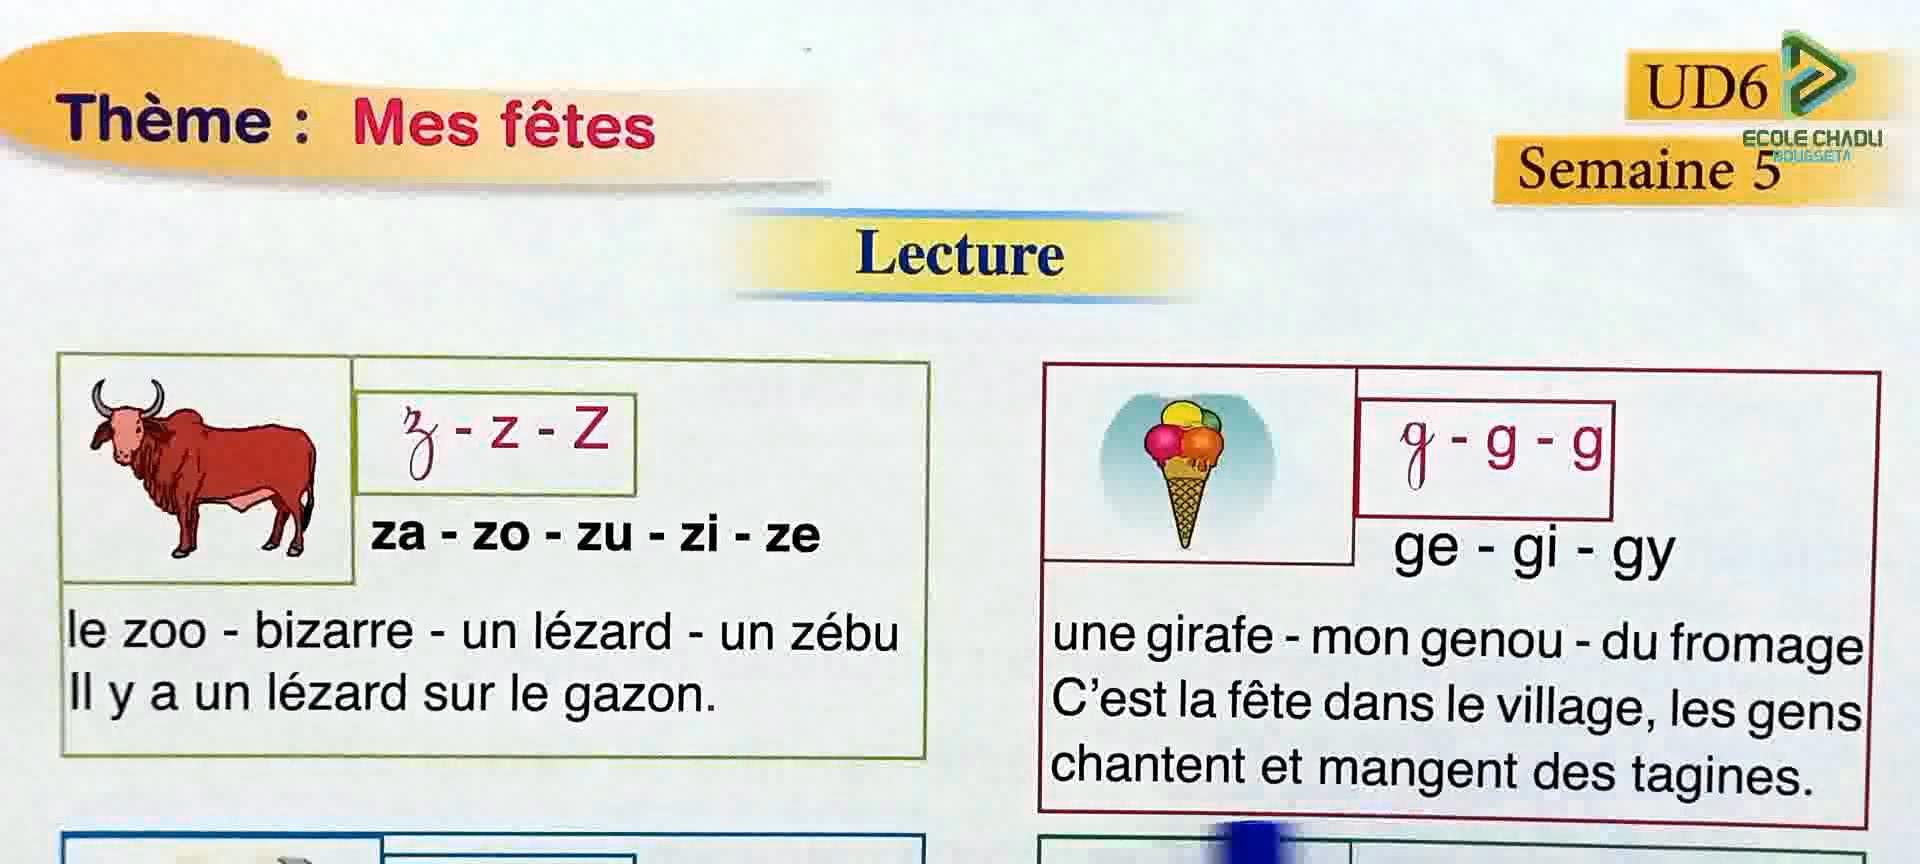 Thème : Mes fêtes
UD6
ECOLE CHADLI
Semaine 5
Lecture
z - z - Z
za - zo - zu - zi - ze
le zoo - bizarre - un lézard - un zébu
Il y a un lézard sur le gazon.
g - g - g
ge - gi - gy
une girafe - mon genou - du fromage
C'est la fête dans le village, les gens
chantent et mangent des tagines.